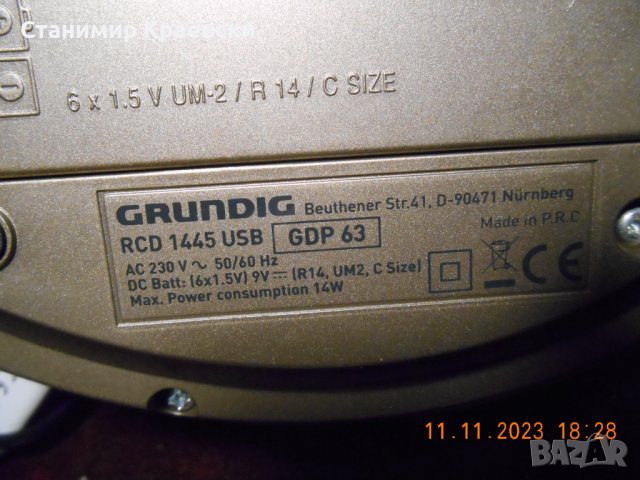 Станимир Краевски
6 x 1.5 V UM-2 / R 14 / C SIZE
GRUNDIG Beuthener Str.41, D-90471 Nürnberg
RCD 1445 USB GDP 63 Made in P.R.C
AC 230 V ~ 50/60 Hz
DC Batt: (6x1.5V) 9V ⎓ (R14, UM2, C Size)
Max. Power consumption 14W
CE
11.11.2023 18:28
BAZAR